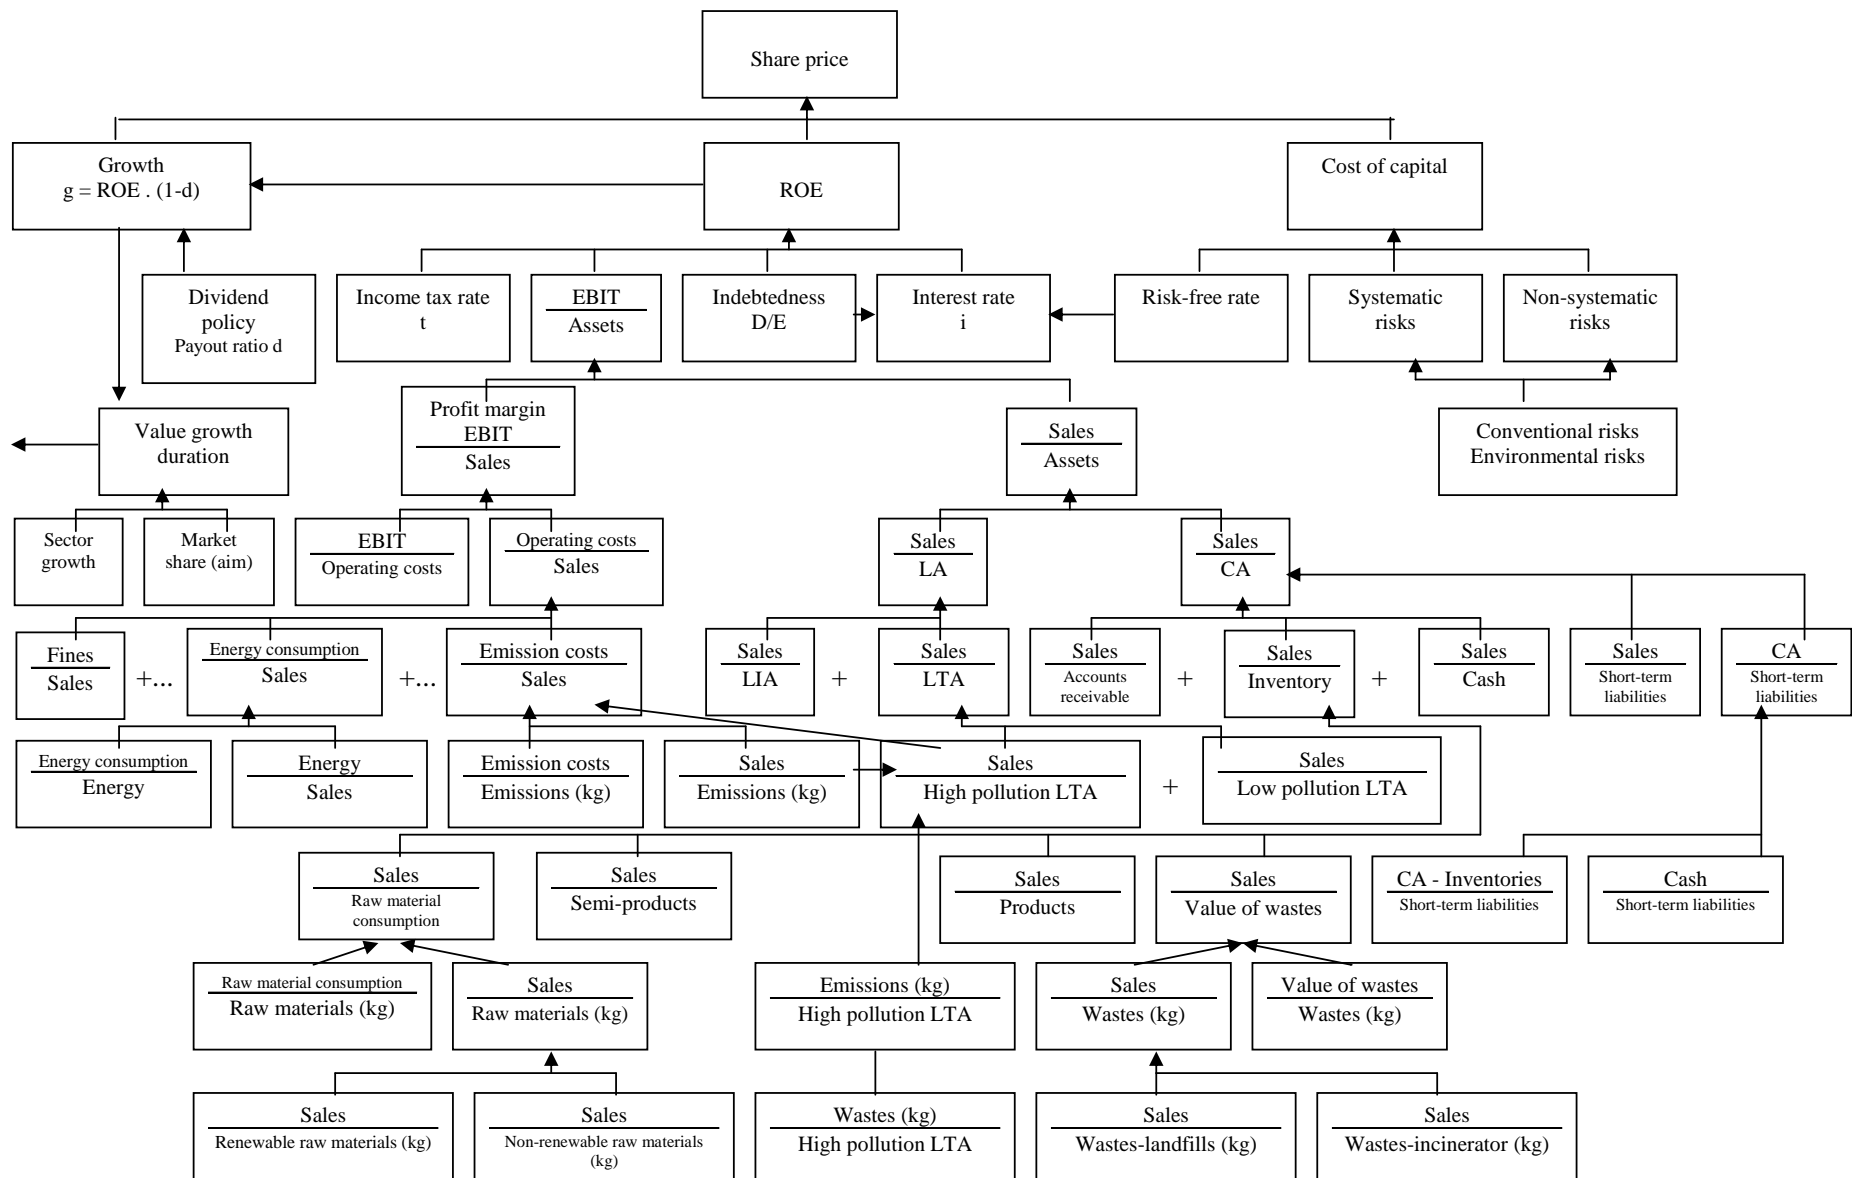 Share price
Growth
g = ROE . (1-d)
ROE
Cost of capital
Dividend
policy
Payout ratio d
Income tax rate
t
EBIT
Assets
Indebtedness
D/E
Interest rate
i
Risk-free rate
Systematic
risks
Non-systematic
risks
Value growth
duration
Profit margin
EBIT
Sales
Sales
Assets
Conventional risks
Environmental risks
Sector
growth
Market
share (aim)
EBIT
Operating costs
Operating costs
Sales
Sales
LA
Sales
CA
Fines
Sales
+...
Energy consumption
Sales
+...
Emission costs
Sales
Sales
LIA
+
Sales
LTA
Sales
Accounts
receivable
+
Sales
Inventory
+
Sales
Cash
Sales
Short-term
liabilities
CA
Short-term
liabilities
Energy consumption
Energy
Energy
Sales
Emission costs
Emissions (kg)
Sales
Emissions (kg)
Sales
High pollution LTA
+
Sales
Low pollution LTA
Sales
Raw material
consumption
Sales
Semi-products
Sales
Products
Sales
Value of wastes
CA - Inventories
Short-term liabilities
Cash
Short-term liabilities
Raw material consumption
Raw materials (kg)
Sales
Raw materials (kg)
Emissions (kg)
High pollution LTA
Sales
Wastes (kg)
Value of wastes
Wastes (kg)
Sales
Renewable raw materials (kg)
Sales
Non-renewable raw materials
(kg)
Wastes (kg)
High pollution LTA
Sales
Wastes-landfills (kg)
Sales
Wastes-incinerator (kg)